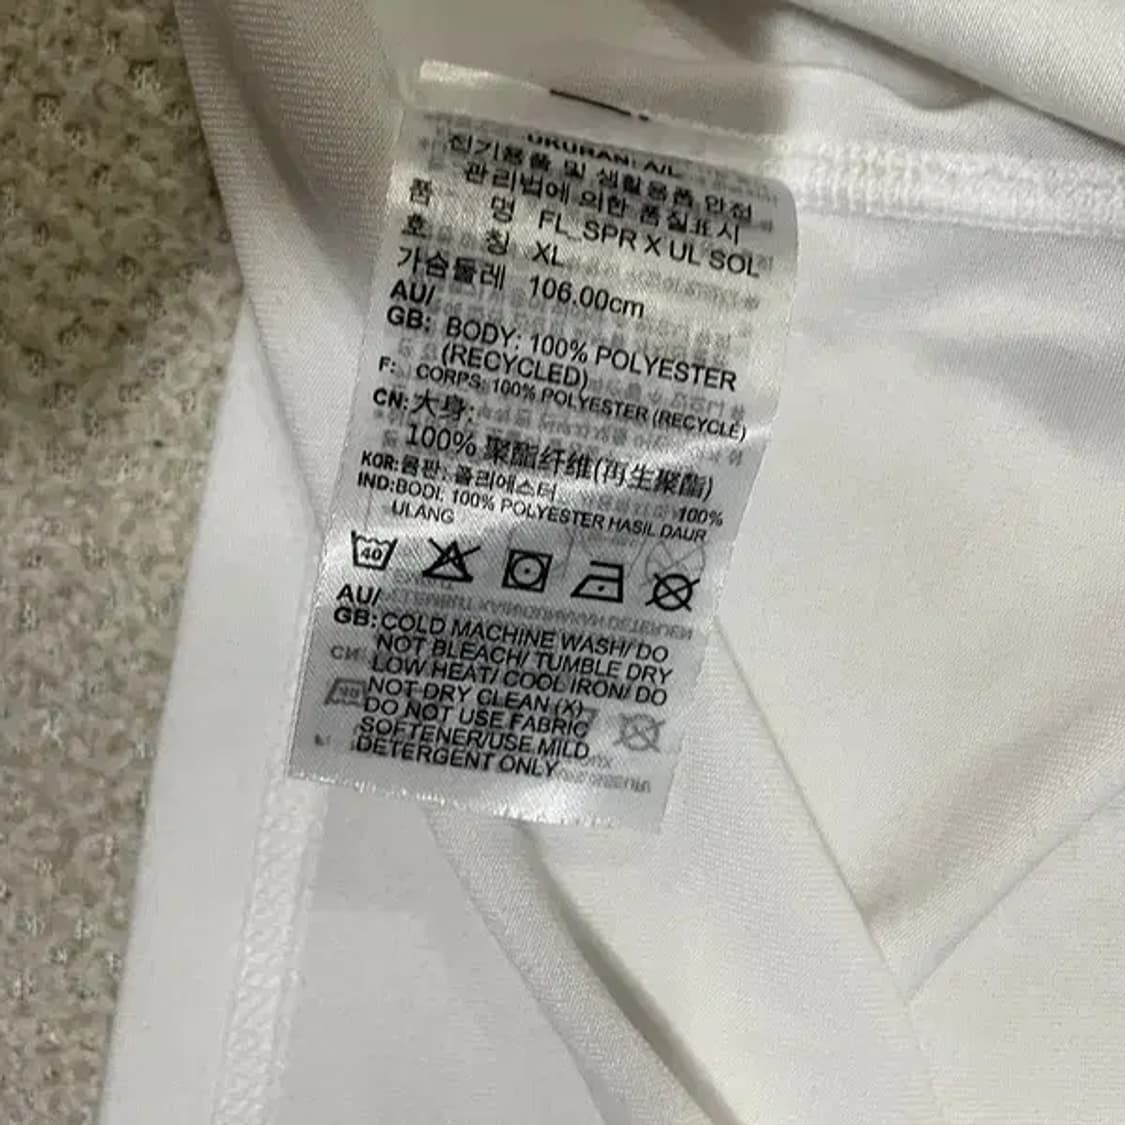 UKURAN: A/L
전기용품 및 생활용품 안전
관리법에 의한 품질표시
품 명 FL_SPR X UL SOL
호 칭 XL
가슴둘레 106.00cm
AU/
GB: BODY: 100% POLYESTER
(RECYCLED)
F: CORPS: 100% POLYESTER (RECYCLÉ)
CN: 大身:
100% 聚酯纤维(再生聚酯)
KOR:몸판: 폴리에스터 100%
IND:BODI: 100% POLYESTER HASIL DAUR
ULANG
40
AU/
GB: COLD MACHINE WASH/ DO
NOT BLEACH/ TUMBLE DRY
LOW HEAT/ COOL IRON/ DO
NOT DRY CLEAN (X)
DO NOT USE FABRIC
SOFTENER/USE MILD
DETERGENT ONLY